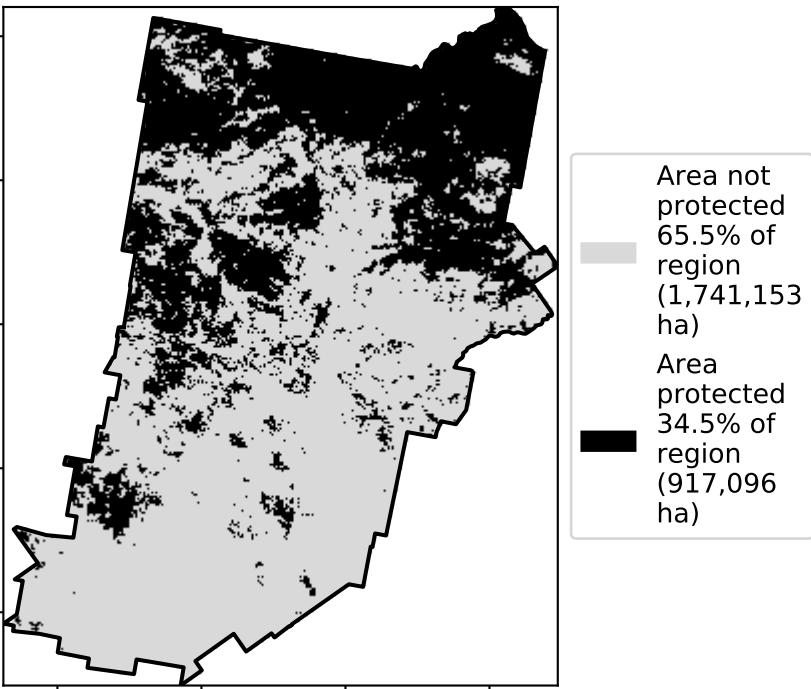 Area not
protected
65.5% of
region
(1,741,153
ha)
Area
protected
34.5% of
region
(917,096
ha)